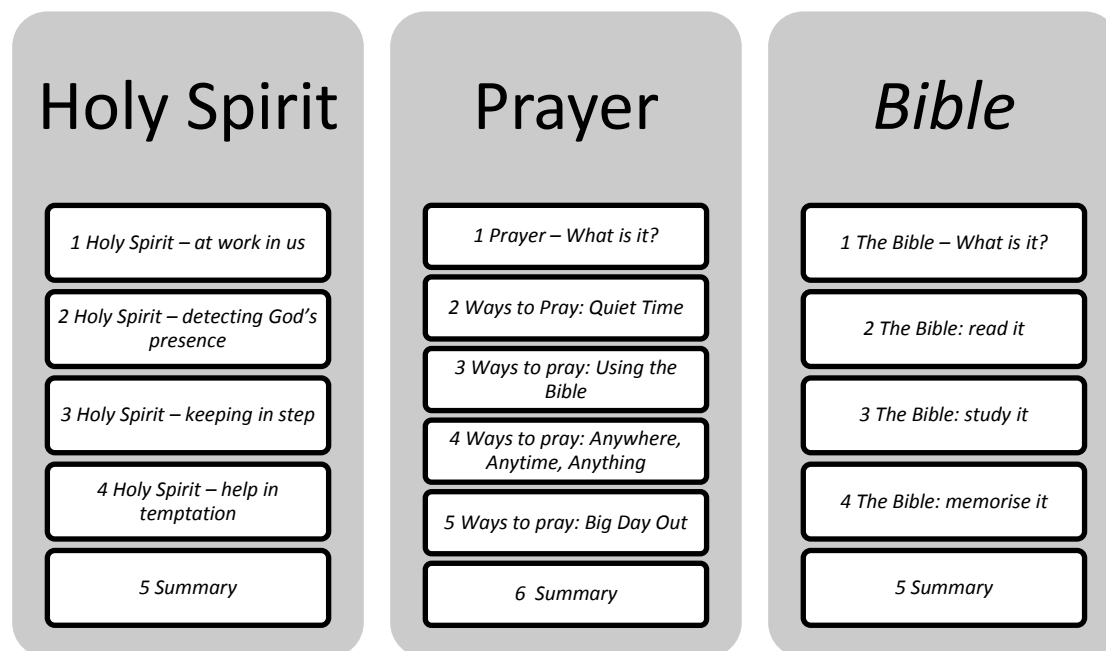 Holy Spirit
1 Holy Spirit – at work in us
2 Holy Spirit – detecting God’s
presence
3 Holy Spirit – keeping in step
4 Holy Spirit – help in
temptation
5 Summary
Prayer
1 Prayer – What is it?
2 Ways to Pray: Quiet Time
3 Ways to pray: Using the
Bible
4 Ways to pray: Anywhere,
Anytime, Anything
5 Ways to pray: Big Day Out
6 Summary
Bible
1 The Bible – What is it?
2 The Bible: read it
3 The Bible: study it
4 The Bible: memorise it
5 Summary